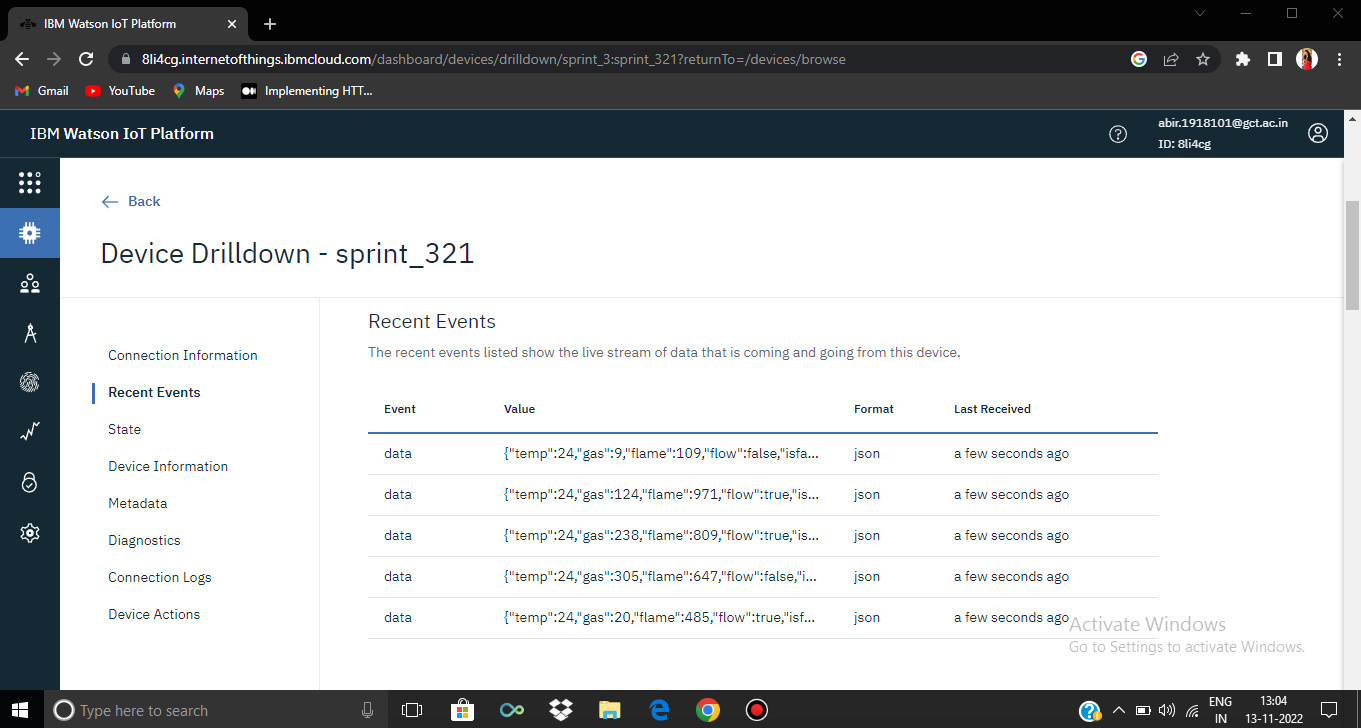 IBM Watson IoT Platform
8li4cg.internetofthings.ibmcloud.com/dashboard/devices/drilldown/sprint_3:sprint_321?returnTo=/devices/browse
Gmail YouTube Maps Implementing HTT...
IBM Watson IoT Platform
abir.1918101@gct.ac.in
ID: 8li4cg
Back
Device Drilldown - sprint_321
Connection Information
Recent Events
State
Device Information
Metadata
Diagnostics
Connection Logs
Device Actions
Recent Events
The recent events listed show the live stream of data that is coming and going from this device.
Event Value Format Last Received
data {"temp":24,"gas":9,"flame":109,"flow":false,"isfa... json a few seconds ago
data {"temp":24,"gas":124,"flame":971,"flow":true,"is... json a few seconds ago
data {"temp":24,"gas":238,"flame":809,"flow":true,"is... json a few seconds ago
data {"temp":24,"gas":305,"flame":647,"flow":false,"i... json a few seconds ago
data {"temp":24,"gas":20,"flame":485,"flow":true,"isf... json a few seconds ago
Activate Windows
Go to Settings to activate Windows.
Type here to search
ENG
IN
13:04
13-11-2022